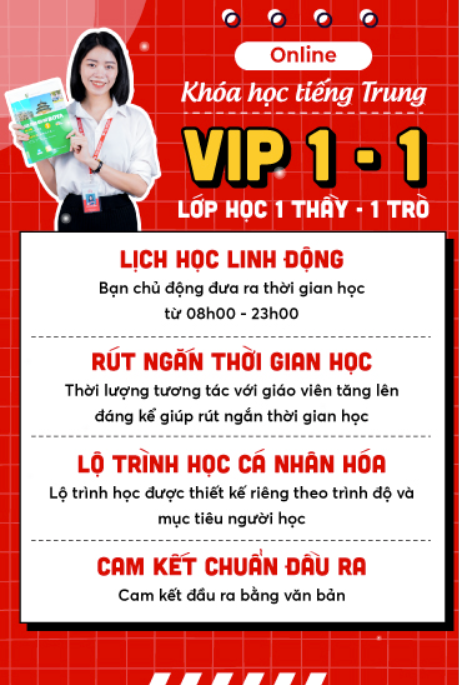 Online
Khóa học tiếng Trung
VIP 1 - 1
LỚP HỌC 1 THẦY - 1 TRÒ
LỊCH HỌC LINH ĐỘNG
Bạn chủ động đưa ra thời gian học
từ 08h00 - 23h00
RÚT NGẮN THỜI GIAN HỌC
Thời lượng tương tác với giáo viên tăng lên
đáng kể giúp rút ngắn thời gian học
LỘ TRÌNH HỌC CÁ NHÂN HÓA
Lộ trình học được thiết kế riêng theo trình độ và
mục tiêu người học
CAM KẾT CHUẨN ĐẦU RA
Cam kết đầu ra bằng văn bản